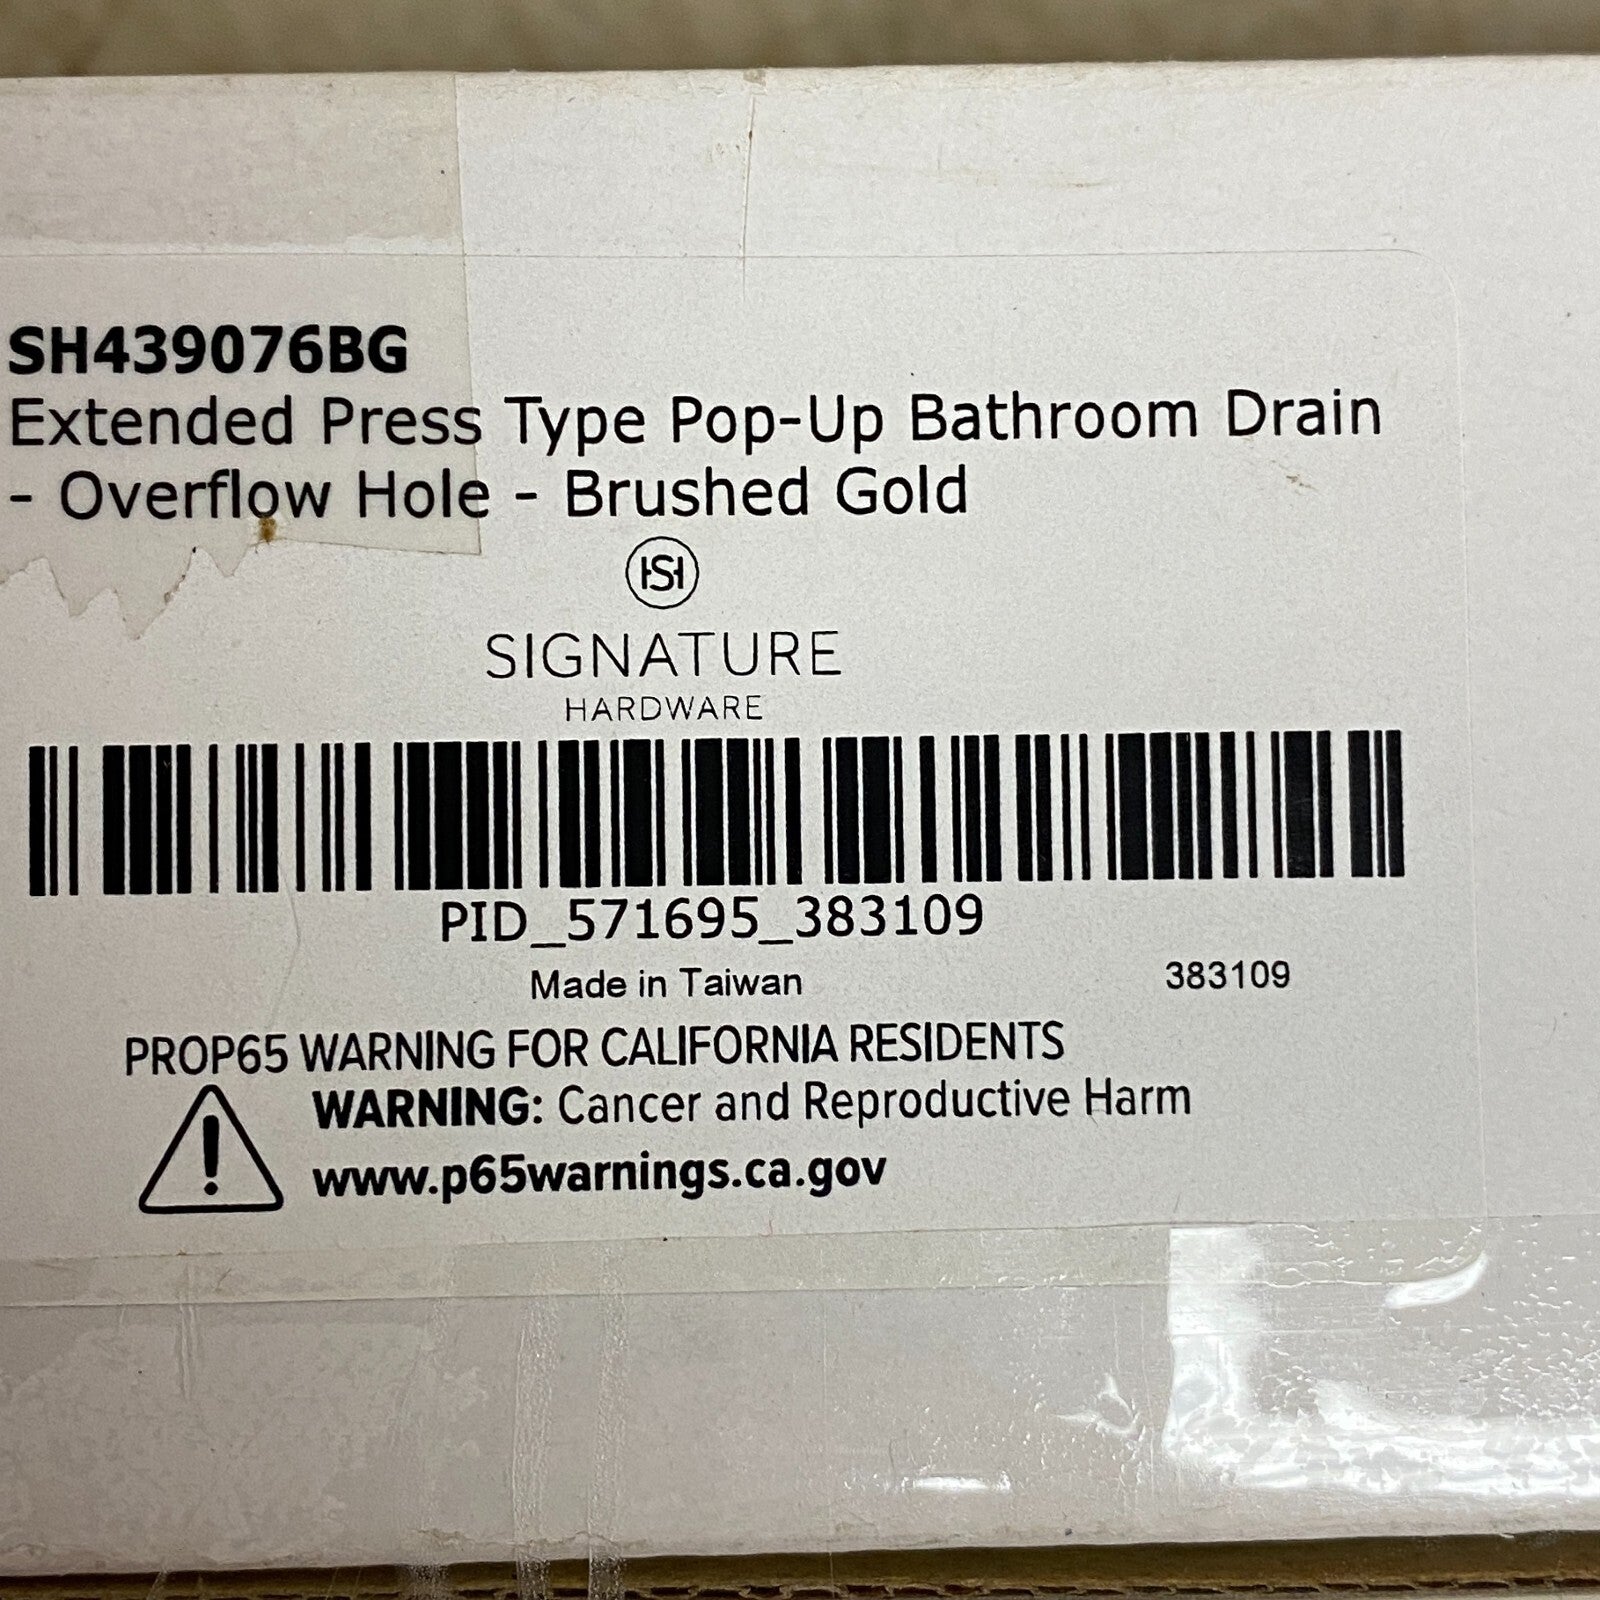 SH439076BG
Extended Press Type Pop-Up Bathroom Drain
- Overflow Hole - Brushed Gold
SH
SIGNATURE
HARDWARE
PID_571695_383109
Made in Taiwan
383109
PROP65 WARNING FOR CALIFORNIA RESIDENTS
WARNING: Cancer and Reproductive Harm
www.p65warnings.ca.gov